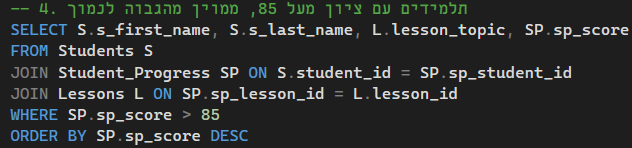 -- 4. תלמידים עם ציון מעל 85, ממוין מהגבוה לנמוך
SELECT S.s_first_name, S.s_last_name, L.lesson_topic, SP.sp_score
FROM Students S
JOIN Student_Progress SP ON S.student_id = SP.sp_student_id
JOIN Lessons L ON SP.sp_lesson_id = L.lesson_id
WHERE SP.sp_score > 85
ORDER BY SP.sp_score DESC